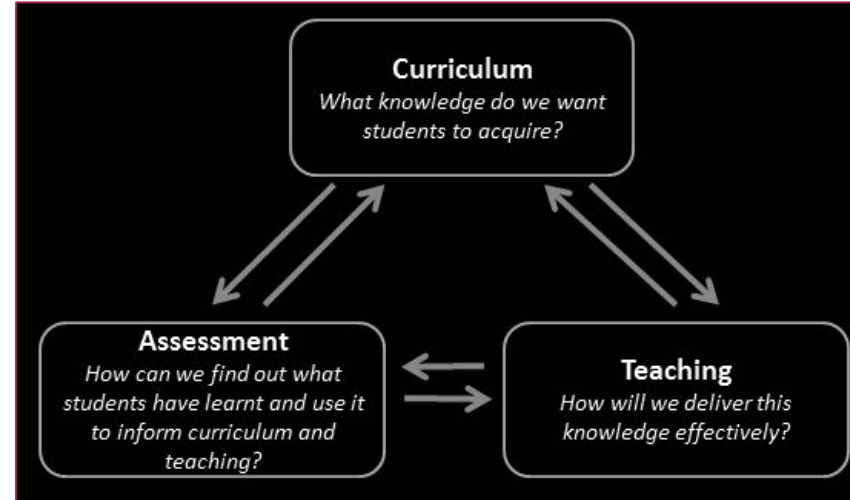 Curriculum
What knowledge do we want
students to acquire?
Assessment
How can we find out what
students have learnt and use it
to inform curriculum and
teaching?
Teaching
How will we deliver this
knowledge effectively?